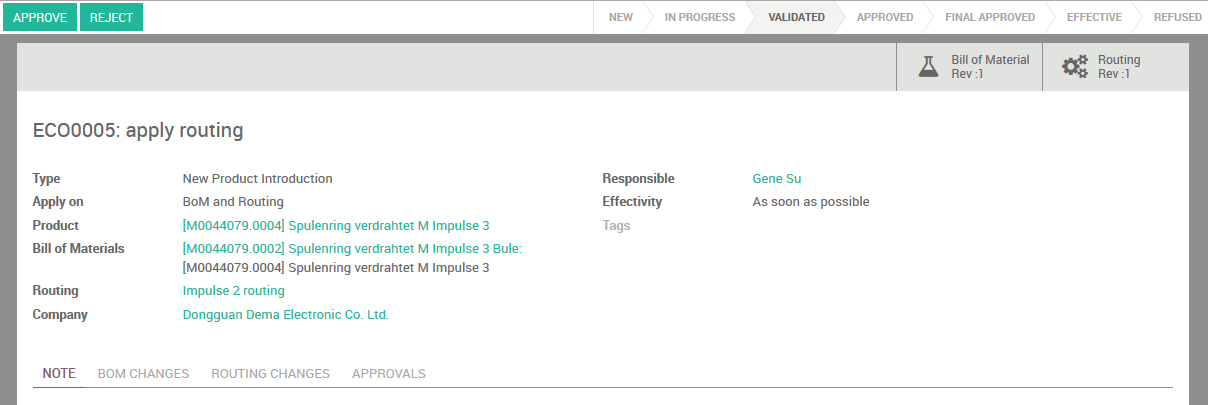 APPROVE REJECT NEW IN PROGRESS VALIDATED APPROVED FINAL APPROVED EFFECTIVE REFUSED
Bill of Material Routing
Rev :1 Rev :1
ECO0005: apply routing
Type New Product Introduction Responsible Gene Su
Apply on BoM and Routing Effectivity As soon as possible
Product [M0044079.0004] Spulenring verdrahtet M Impulse 3 Tags
Bill of Materials [M0044079.0002] Spulenring verdrahtet M Impulse 3 Bule:
[M0044079.0004] Spulenring verdrahtet M Impulse 3
Routing Impulse 2 routing
Company Dongguan Dema Electronic Co. Ltd.
NOTE BOM CHANGES ROUTING CHANGES APPROVALS